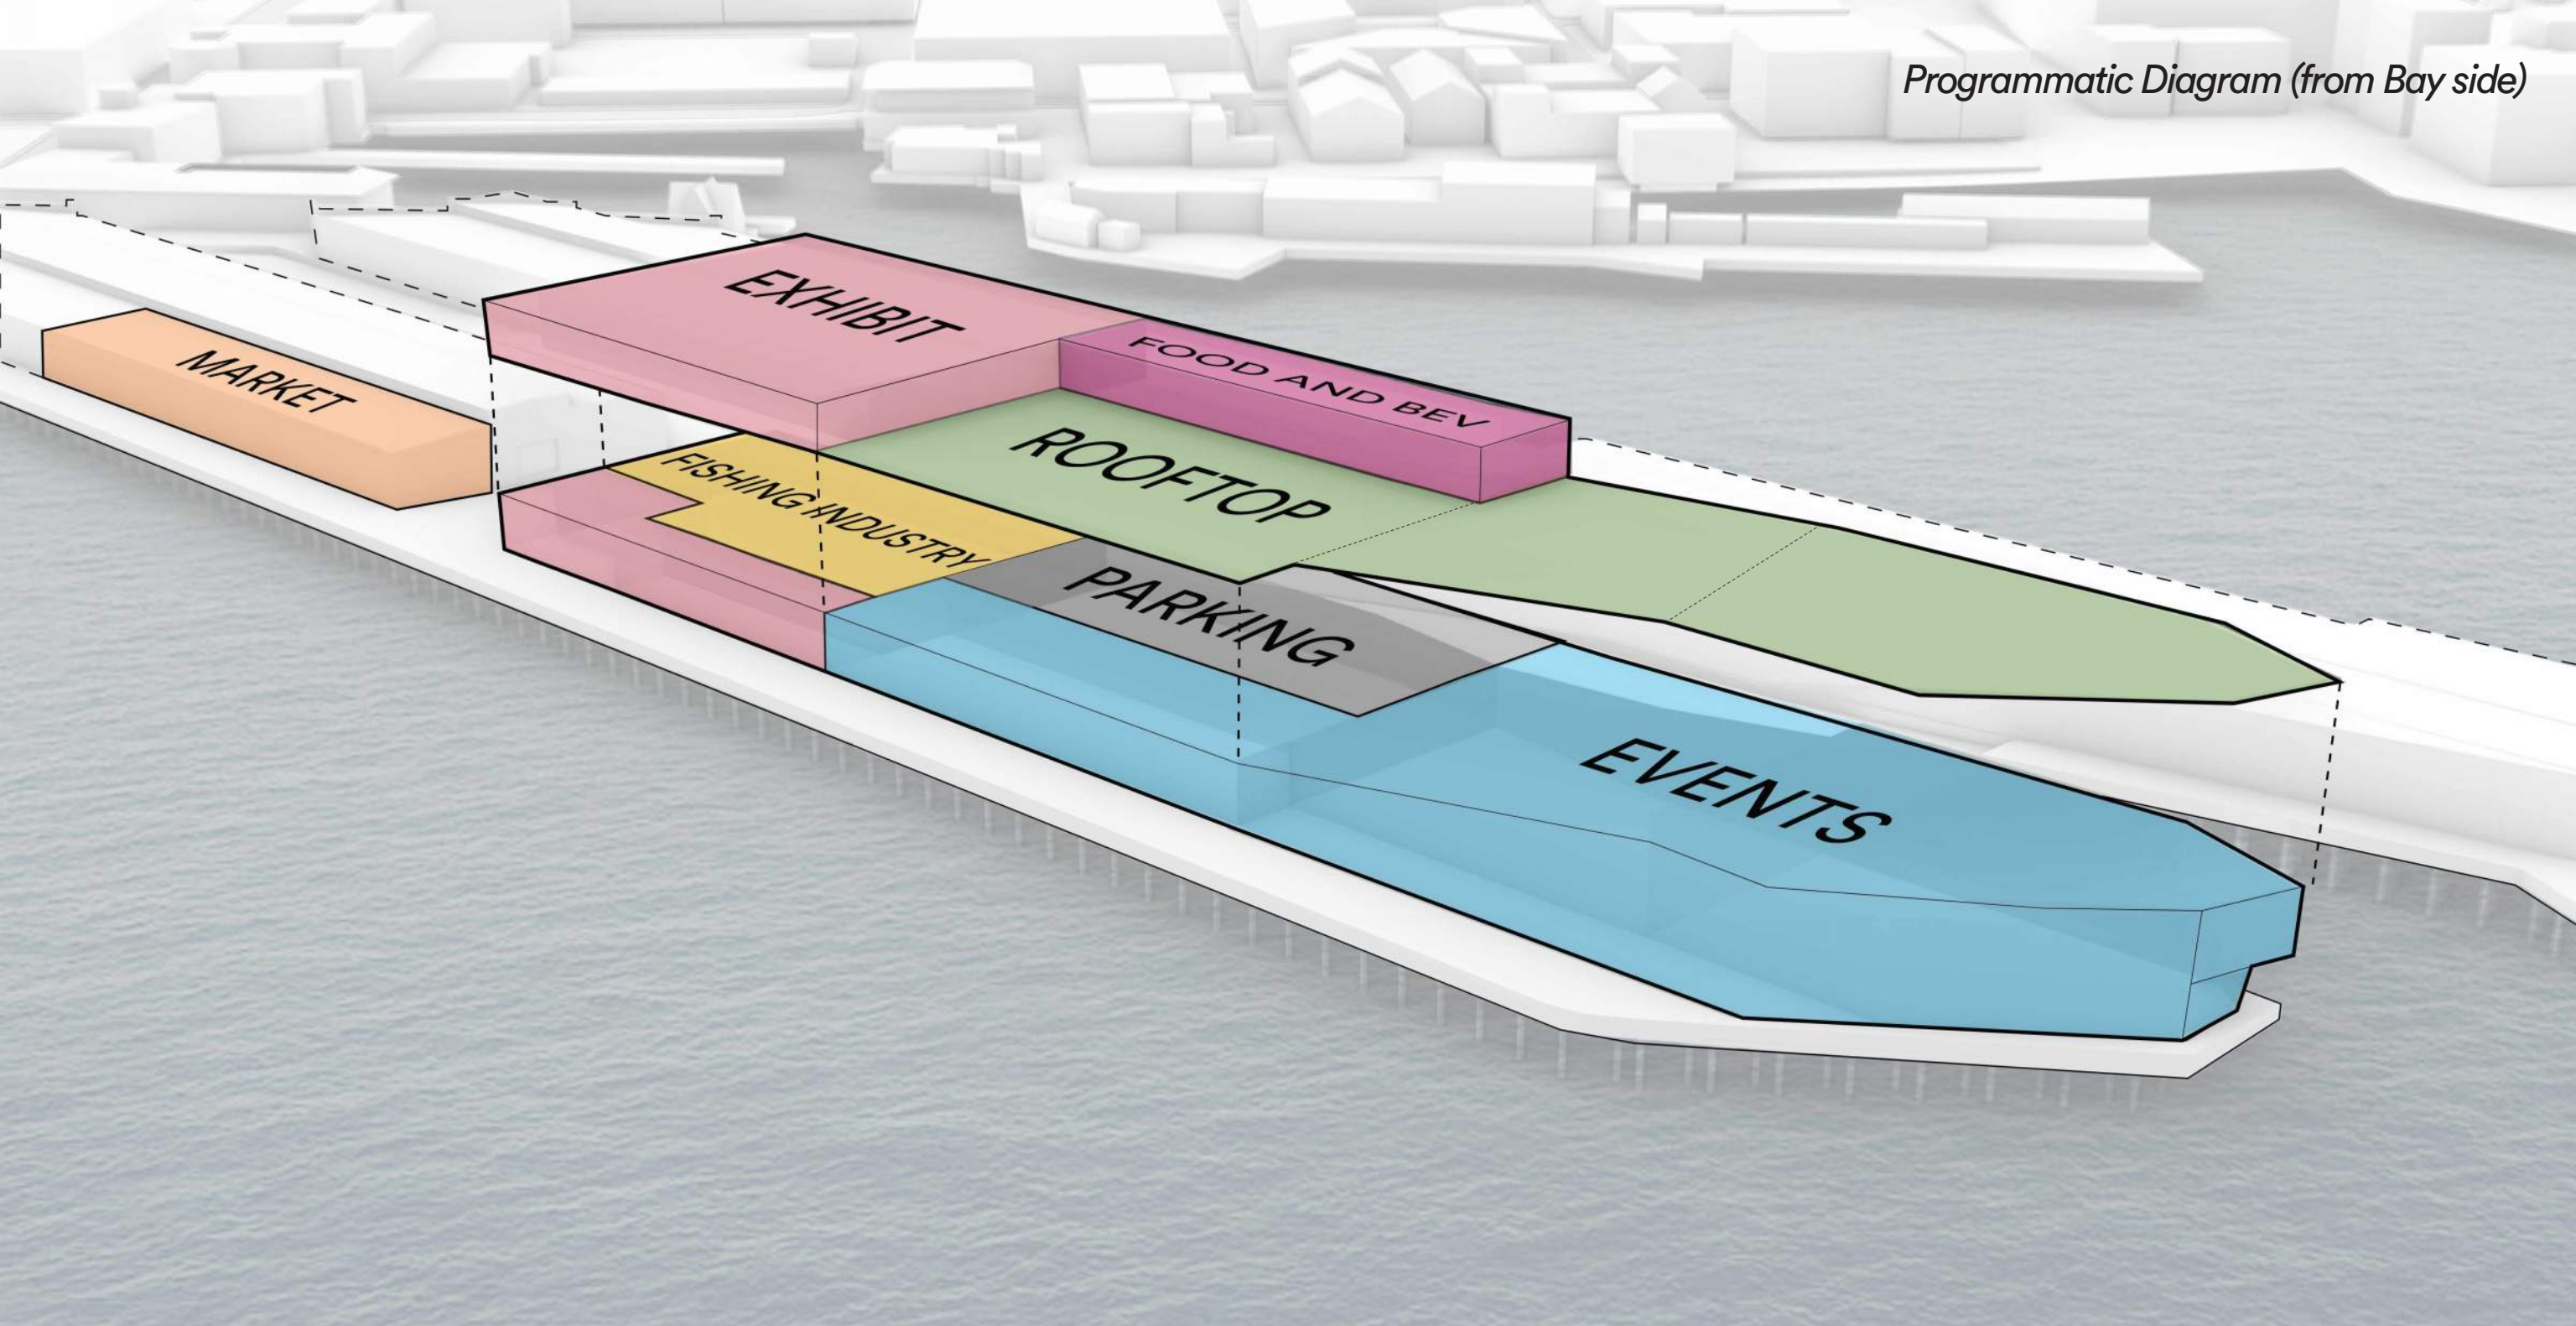 Programmatic Diagram (from Bay side)
EXHIBIT
FOOD AND BEV
MARKET
ROOFTOP
FISHING INDUSTRY
PARKING
EVENTS